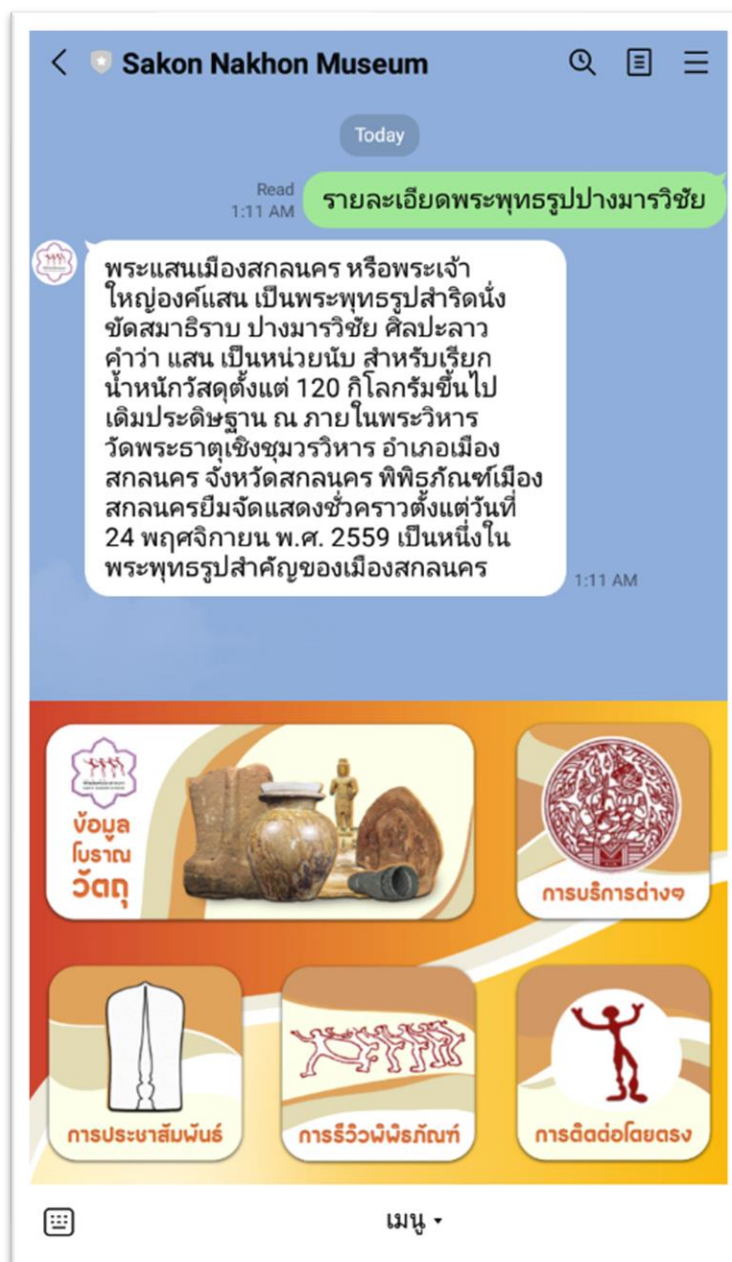 Sakon Nakhon Museum
Today
Read
1:11 AM
รายละเอียดพระพุทธรูปปางมารวิชัย
พระแสนเมืองสกลนคร หรือพระเจ้า
ใหญ่องค์แสน เป็นพระพุทธรูปสำริดนั่ง
ขัดสมาธิราบ ปางมารวิชัย ศิลปะลาว
คำว่า แสน เป็นหน่วยนับ สำหรับเรียก
น้ำหนักวัสดุตั้งแต่ 120 กิโลกรัมขึ้นไป
เดิมประดิษฐาน ณ ภายในพระวิหาร
วัดพระธาตุเชิงชุมวรวิหาร อำเภอเมือง
สกลนคร จังหวัดสกลนคร พิพิธภัณฑ์เมือง
สกลนครยืมจัดแสดงชั่วคราวตั้งแต่วันที่
24 พฤศจิกายน พ.ศ. 2559 เป็นหนึ่งใน
พระพุทธรูปสำคัญของเมืองสกลนคร
1:11 AM
ข้อมูล
โบราณ
วัตถุ
การบริการต่างๆ
การประชาสัมพันธ์
การรีวิวพิพิธภัณฑ์
การติดต่อโดยตรง
เมนู